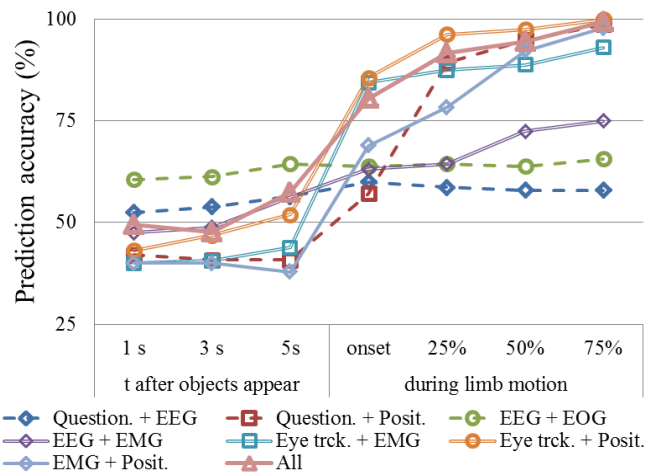 Prediction accuracy (%)
100
75
50
25
1 s 3 s 5s onset 25% 50% 75%
t after objects appear during limb motion
Question. + EEG Question. + Posit. EEG + EOG
EEG + EMG Eye trck. + EMG Eye trck. + Posit.
EMG + Posit. All